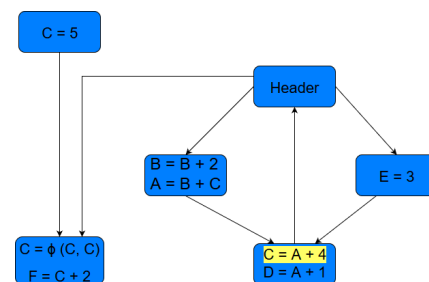 C = 5
Header
B = B + 2
A = B + C
E = 3
C = ϕ (C, C)
F = C + 2
C = A + 4
D = A + 1